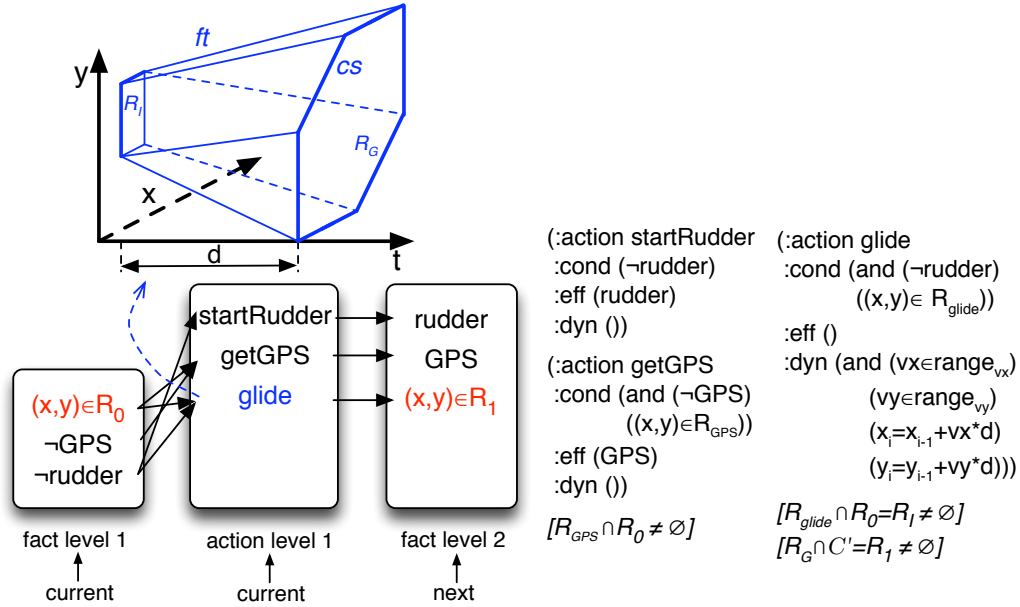 ft
y
cs
R_I
R_G
x
d
t
startRudder
getGPS
glide
rudder
GPS
(x,y)∈R_1
(x,y)∈R_0
¬GPS
¬rudder
fact level 1
action level 1
fact level 2
current
current
next
(:action startRudder
:cond (¬rudder)
:eff (rudder)
:dyn ())
(:action getGPS
:cond (and (¬GPS)
((x,y)∈R_GPS))
:eff (GPS)
:dyn ())
[R_GPS∩R_0 ≠ ∅]
(:action glide
:cond (and (¬rudder)
((x,y)∈ R_glide))
:eff ()
:dyn (and (vx∈range_vx)
(vy∈range_vy)
(x_i=x_i-1+vx*d)
(y_i=y_i-1+vy*d)))
[R_glide∩R_0=R_I ≠ ∅]
[R_G∩C'=R_1 ≠ ∅]